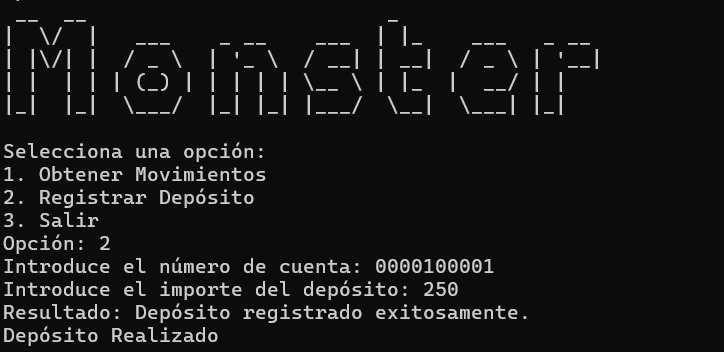 Monster
Selecciona una opción:
1. Obtener Movimientos
2. Registrar Depósito
3. Salir
Opción: 2
Introduce el número de cuenta: 0000100001
Introduce el importe del depósito: 250
Resultado: Depósito registrado exitosamente.
Depósito Realizado